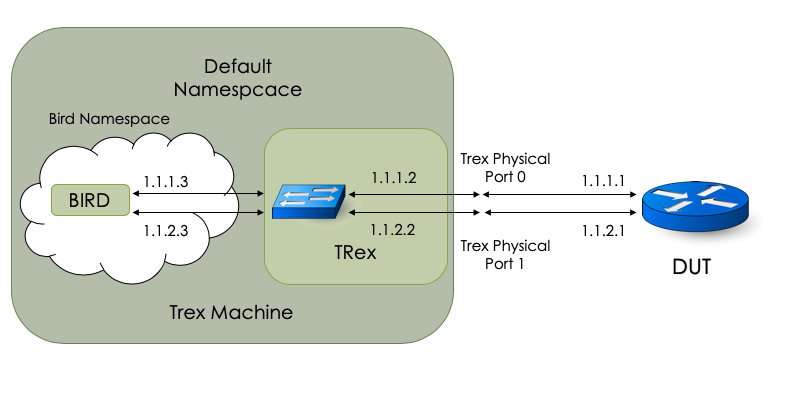 Default
Namespcace
Bird Namespace
BIRD
1.1.1.3
1.1.2.3
1.1.1.2
1.1.2.2
TRex
Trex Machine
Trex Physical
Port 0
Trex Physical
Port 1
1.1.1.1
1.1.2.1
DUT